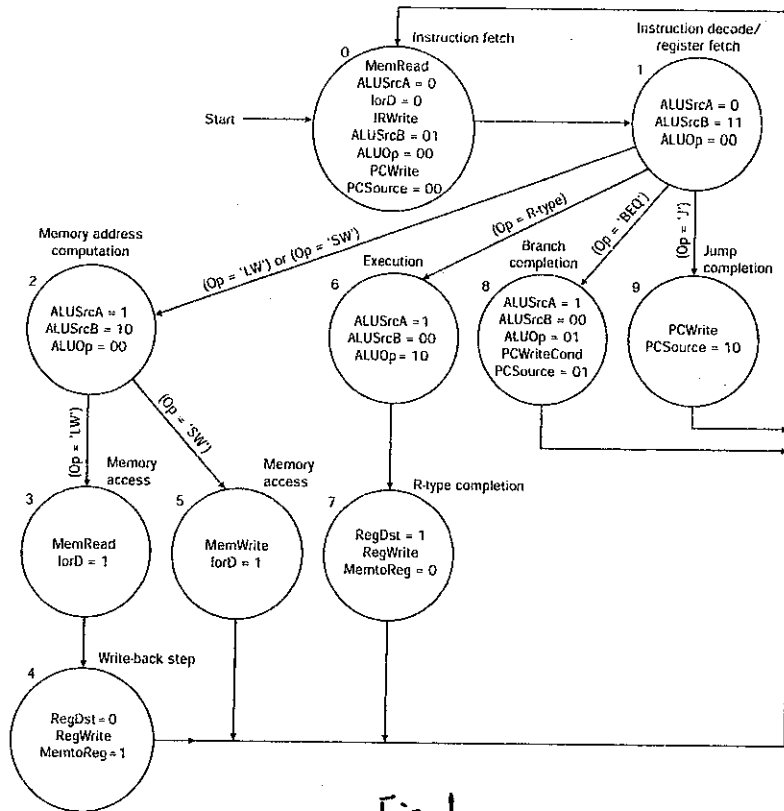 Instruction fetch
0
MemRead
ALUSrcA = 0
IorD = 0
IRWrite
ALUSrcB = 01
ALUOp = 00
PCWrite
PCSource = 00
Start
Instruction decode/
register fetch
1
ALUSrcA = 0
ALUSrcB = 11
ALUOp = 00
(Op = 'LW') or (Op = 'SW')
(Op = R-type)
(Op = 'BEQ')
(Op = 'J')
Memory address
computation
2
ALUSrcA = 1
ALUSrcB = 10
ALUOp = 00
Execution
6
ALUSrcA = 1
ALUSrcB = 00
ALUOp = 10
Branch
completion
8
ALUSrcA = 1
ALUSrcB = 00
ALUOp = 01
PCWriteCond
PCSource = 01
Jump
completion
9
PCWrite
PCSource = 10
(Op = 'LW')
(Op = 'SW')
Memory
access
3
MemRead
IorD = 1
Memory
access
5
MemWrite
IorD = 1
R-type completion
7
RegDst = 1
RegWrite
MemtoReg = 0
Write-back step
4
RegDst = 0
RegWrite
MemtoReg = 1
Fig. 1